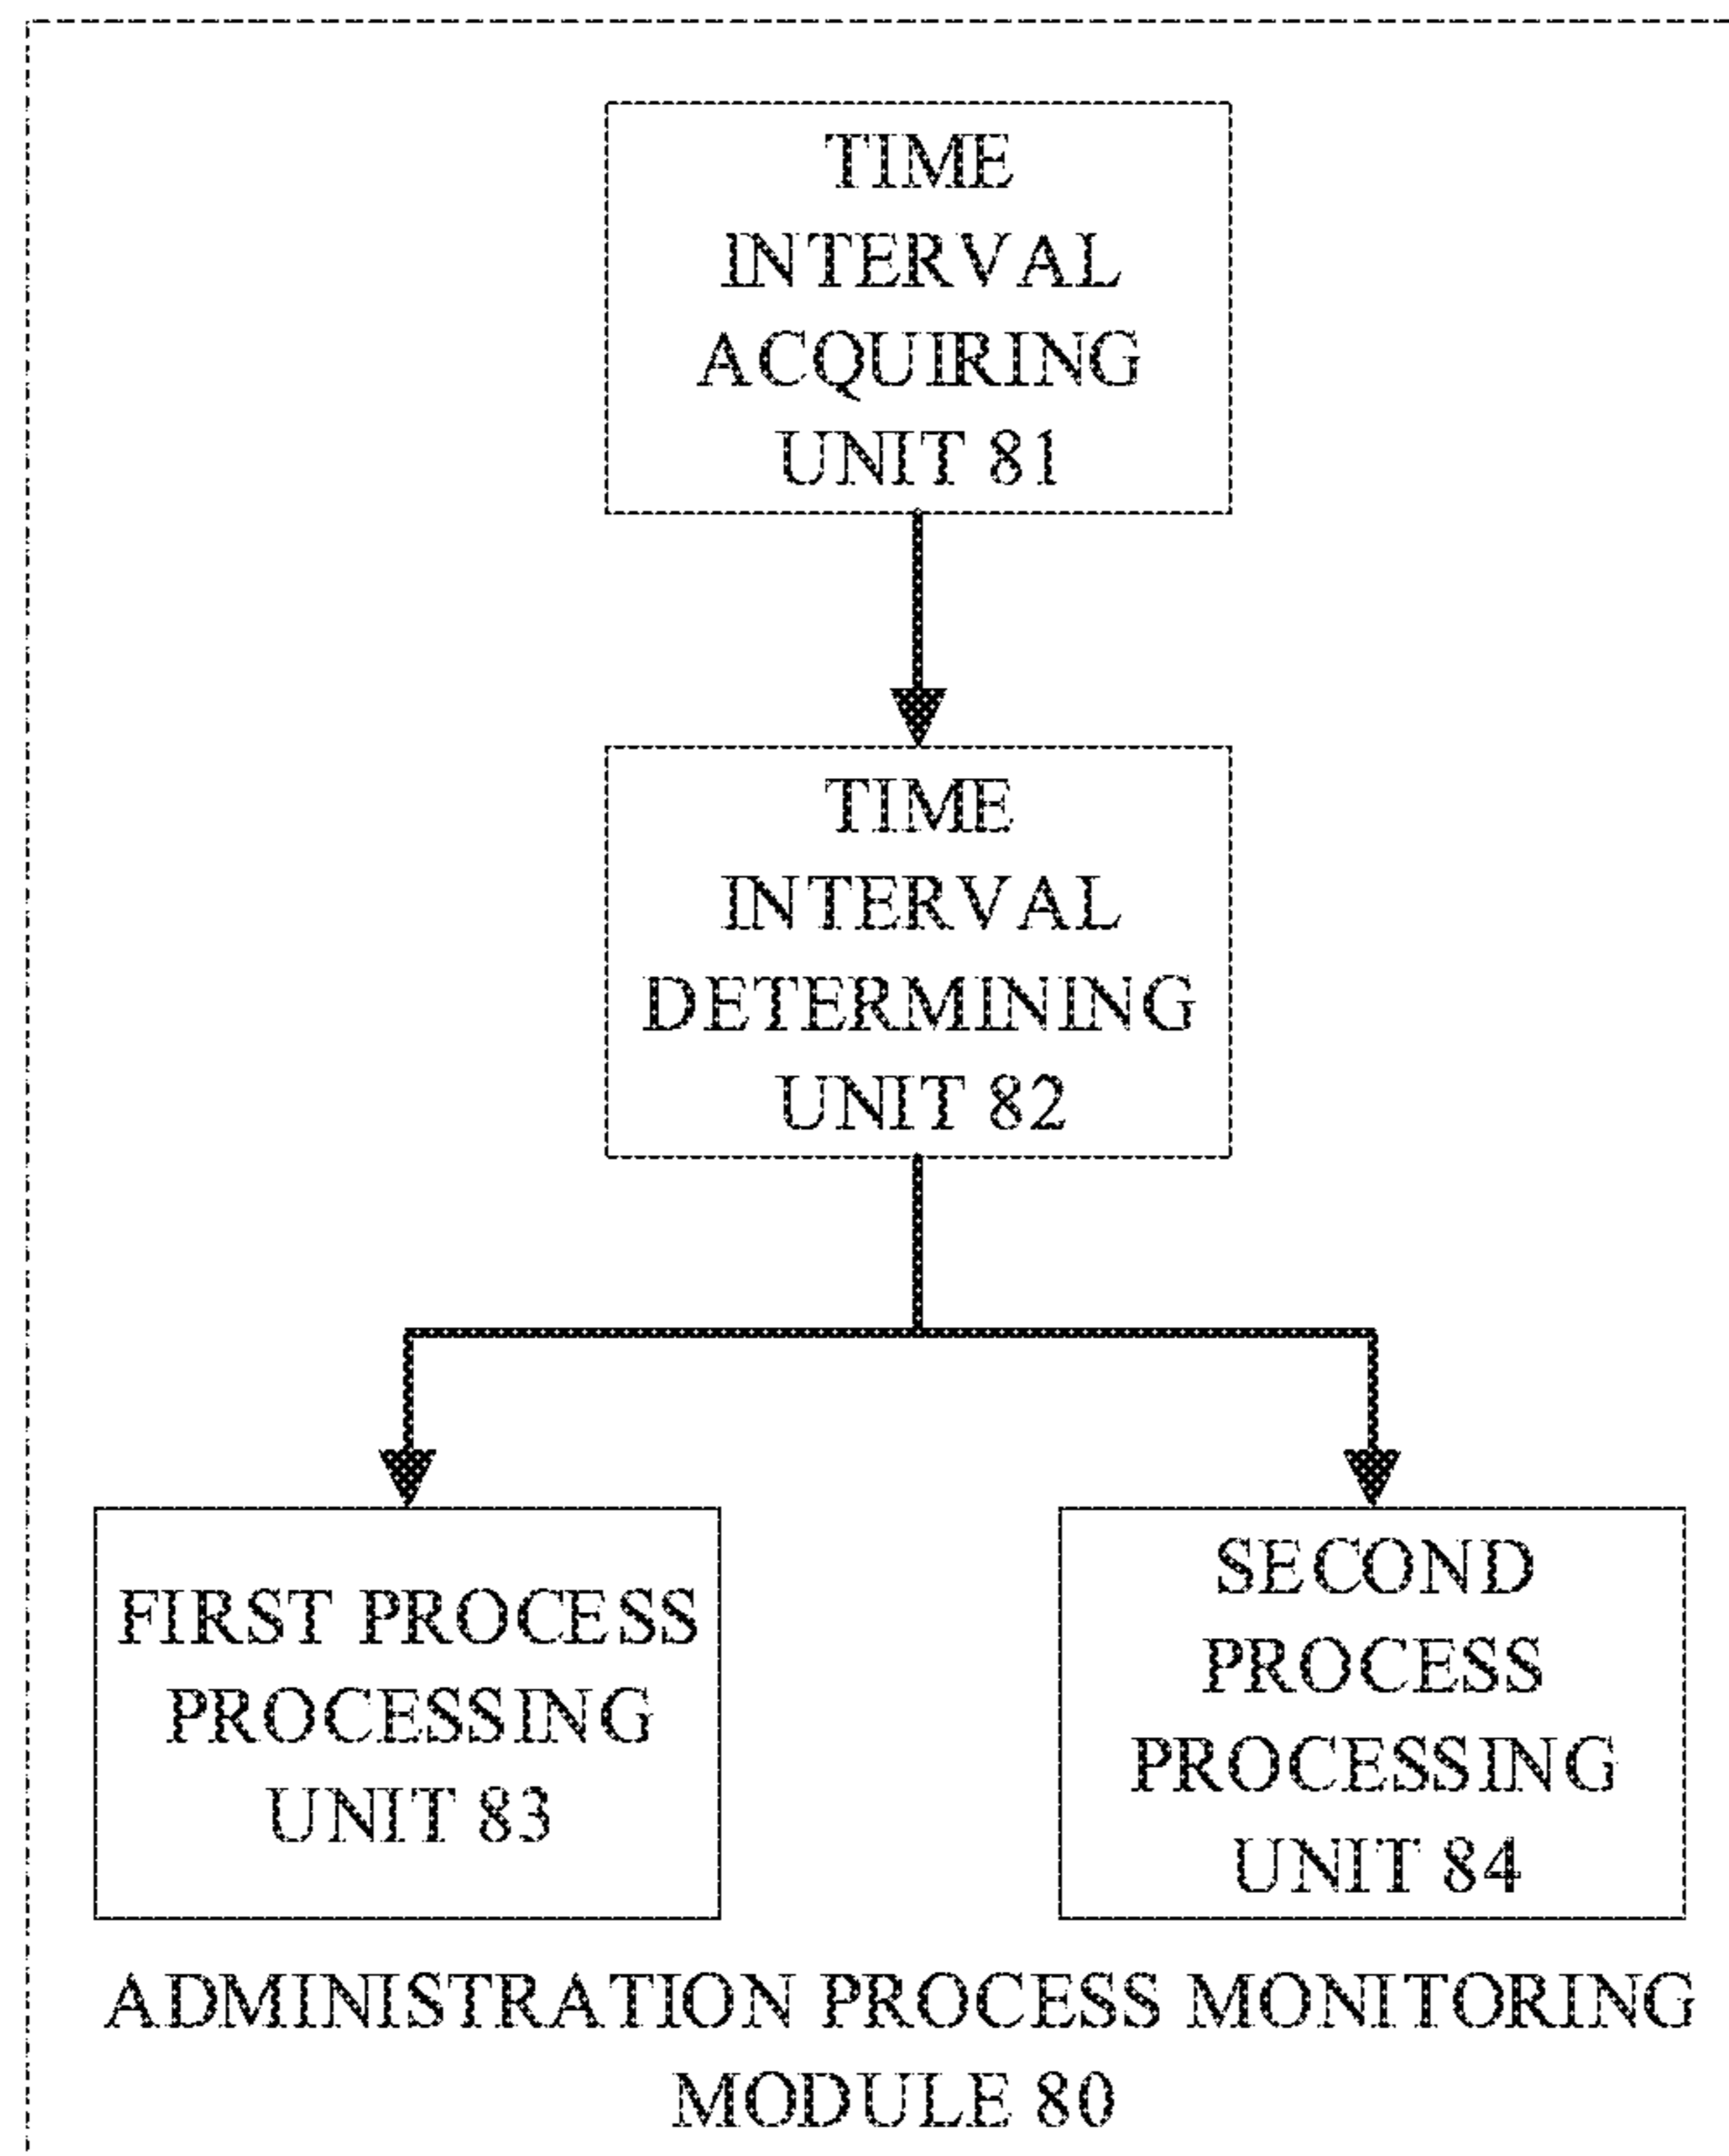 TIME
INTERVAL
ACQUIRING
UNIT 81
TIME
INTERVAL
DETERMINING
UNIT 82
FIRST PROCESS
PROCESSING
UNIT 83
SECOND
PROCESS
PROCESSING
UNIT 84
ADMINISTRATION PROCESS MONITORING
MODULE 80